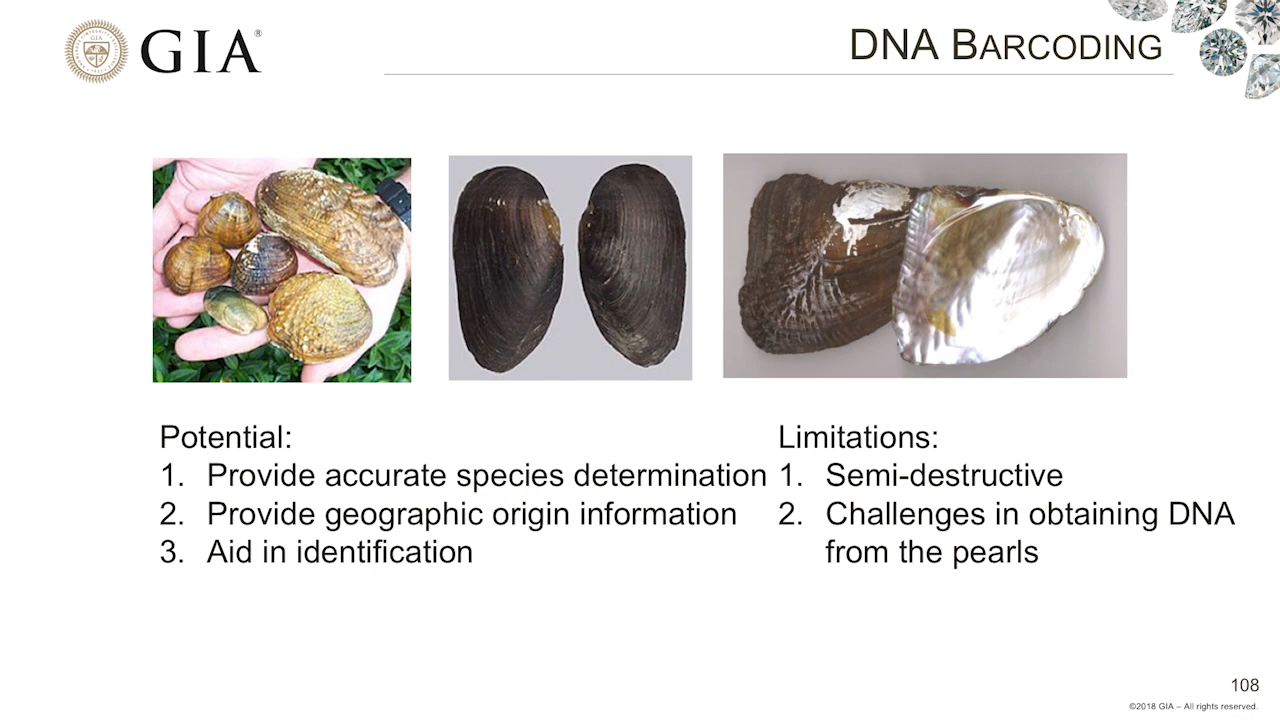 GIA®
DNA BARCODING
Potential:
1. Provide accurate species determination
2. Provide geographic origin information
3. Aid in identification
Limitations:
1. Semi-destructive
2. Challenges in obtaining DNA
from the pearls
108
©2018 GIA – All rights reserved.